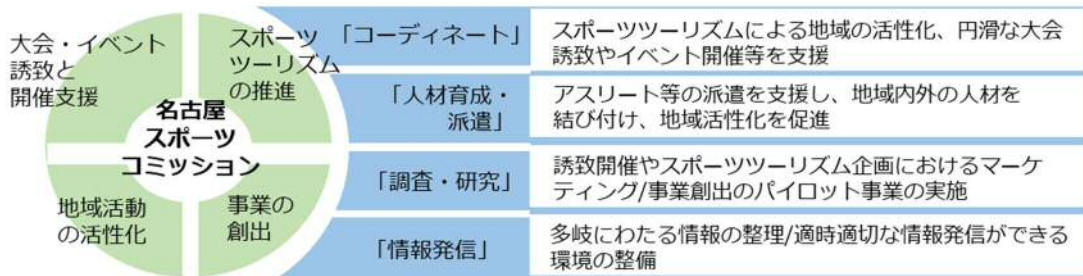 大会・イベント
誘致と
開催支援
スポーツ
ツーリズム
の推進
名古屋
スポーツ
コミッション
地域活動
の活性化
事業の
創出
「コーディネート」
スポーツツーリズムによる地域の活性化、円滑な大会
誘致やイベント開催等を支援
「人材育成・
派遣」
アスリート等の派遣を支援し、地域内外の人材を
結び付け、地域活性化を促進
「調査・研究」
誘致開催やスポーツツーリズム企画におけるマーケ
ティング/事業創出のパイロット事業の実施
「情報発信」
多岐にわたる情報の整理/適時適切な情報発信ができる
環境の整備